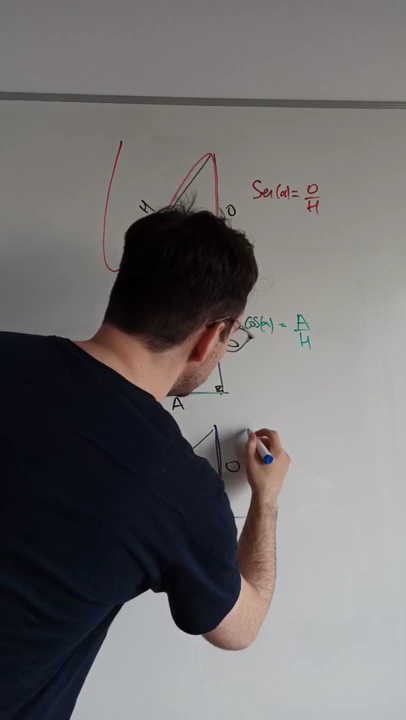 H
O
Sen(α) = O/H
cos(α) = A/H
A
O